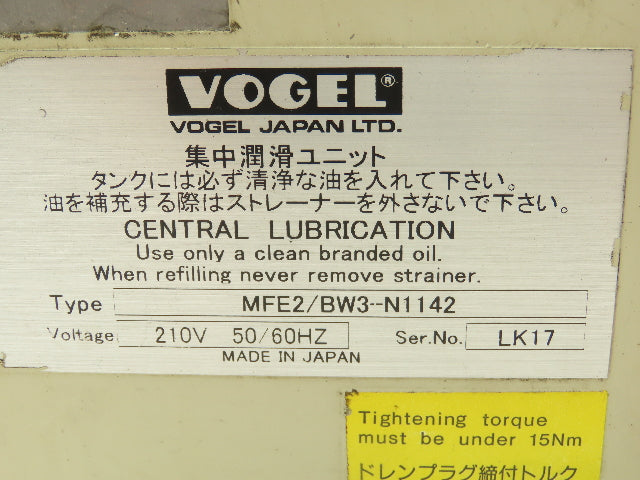 VOGEL®
VOGEL JAPAN LTD.
集中潤滑ユニット
タンクには必ず清浄な油を入れて下さい。
油を補充する際はストレーナーを外さないで下さい。
CENTRAL LUBRICATION
Use only a clean branded oil.
When refilling never remove strainer.
Type MFE2/BW3-N1142
Voltage 210V 50/60HZ Ser.No. LK17
MADE IN JAPAN
Tightening torque
must be under 15Nm
ドレンプラグ締付トルク